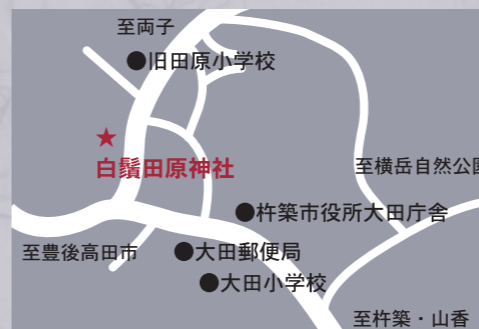 至両子
●旧田原小学校
★
白鬚田原神社
至横岳自然公園
●杵築市役所大田庁舎
至豊後高田市
●大田郵便局
●大田小学校
至杵築・山香